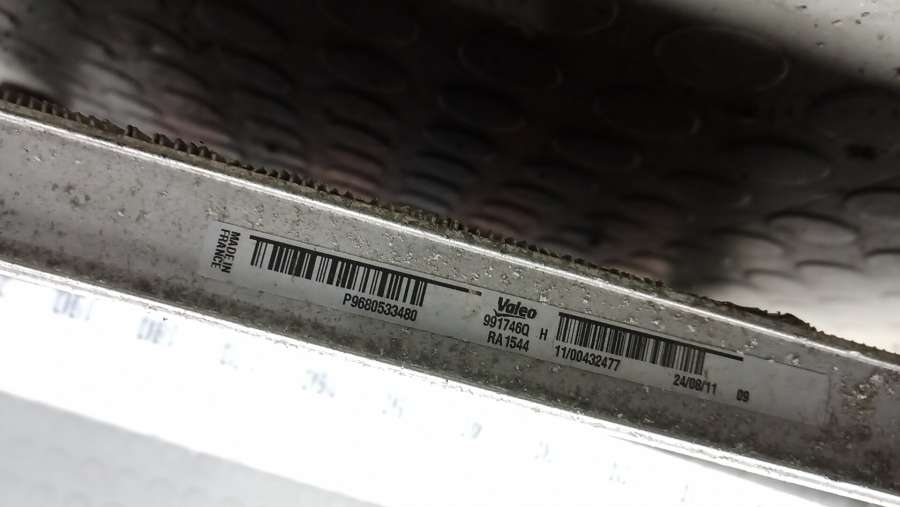 MADE IN
FRANCE
P9680533480
Valeo
991746Q H
RA1544
11/00432477
24/08/11 09